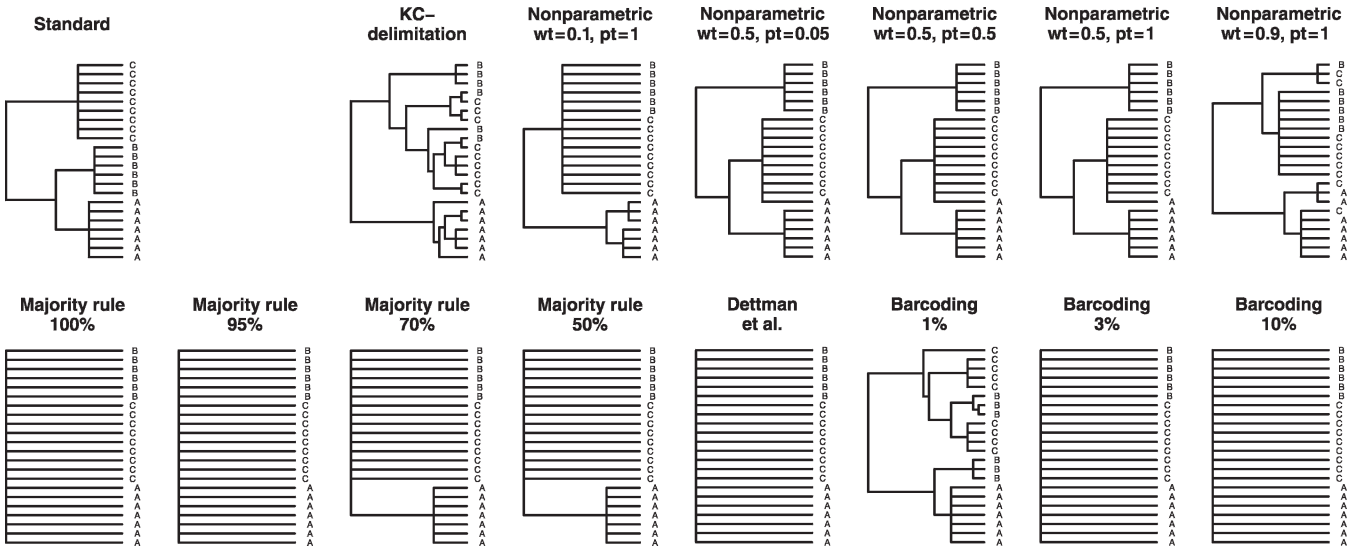 Standard
C C C C C C C C C B B B B B B A A A A A A A
KC–
delimitation
B B B B C C C B B C C C C C C A A A A A A A
Nonparametric
wt=0.1, pt=1
B B B B B B C C C C C C C C C A A A A A A A
Nonparametric
wt=0.5, pt=0.05
B B B B B B C C C C C C C C C A A A A A A A
Nonparametric
wt=0.5, pt=0.5
B B B B B B C C C C C C C C C A A A A A A A
Nonparametric
wt=0.5, pt=1
B B B B B B C C C C C C C C C A A A A A A A
Nonparametric
wt=0.9, pt=1
B C C B B B B B C C C C C C A A C A A A A A
Majority rule
100%
B B B B B B C C C C C C C C C A A A A A A A
Majority rule
95%
B B B B B B C C C C C C C C C A A A A A A A
Majority rule
70%
B B B B B B C C C C C C C C C A A A A A A A
Majority rule
50%
B B B B B B C C C C C C C C C A A A A A A A
Dettman
et al.
B B B B B B C C C C C C C C C A A A A A A A
Barcoding
1%
C C C C C B B B C C C C B B B A A A A A A A
Barcoding
3%
B B B B B B C C C C C C C C C A A A A A A A
Barcoding
10%
B B B B B B C C C C C C C C C A A A A A A A